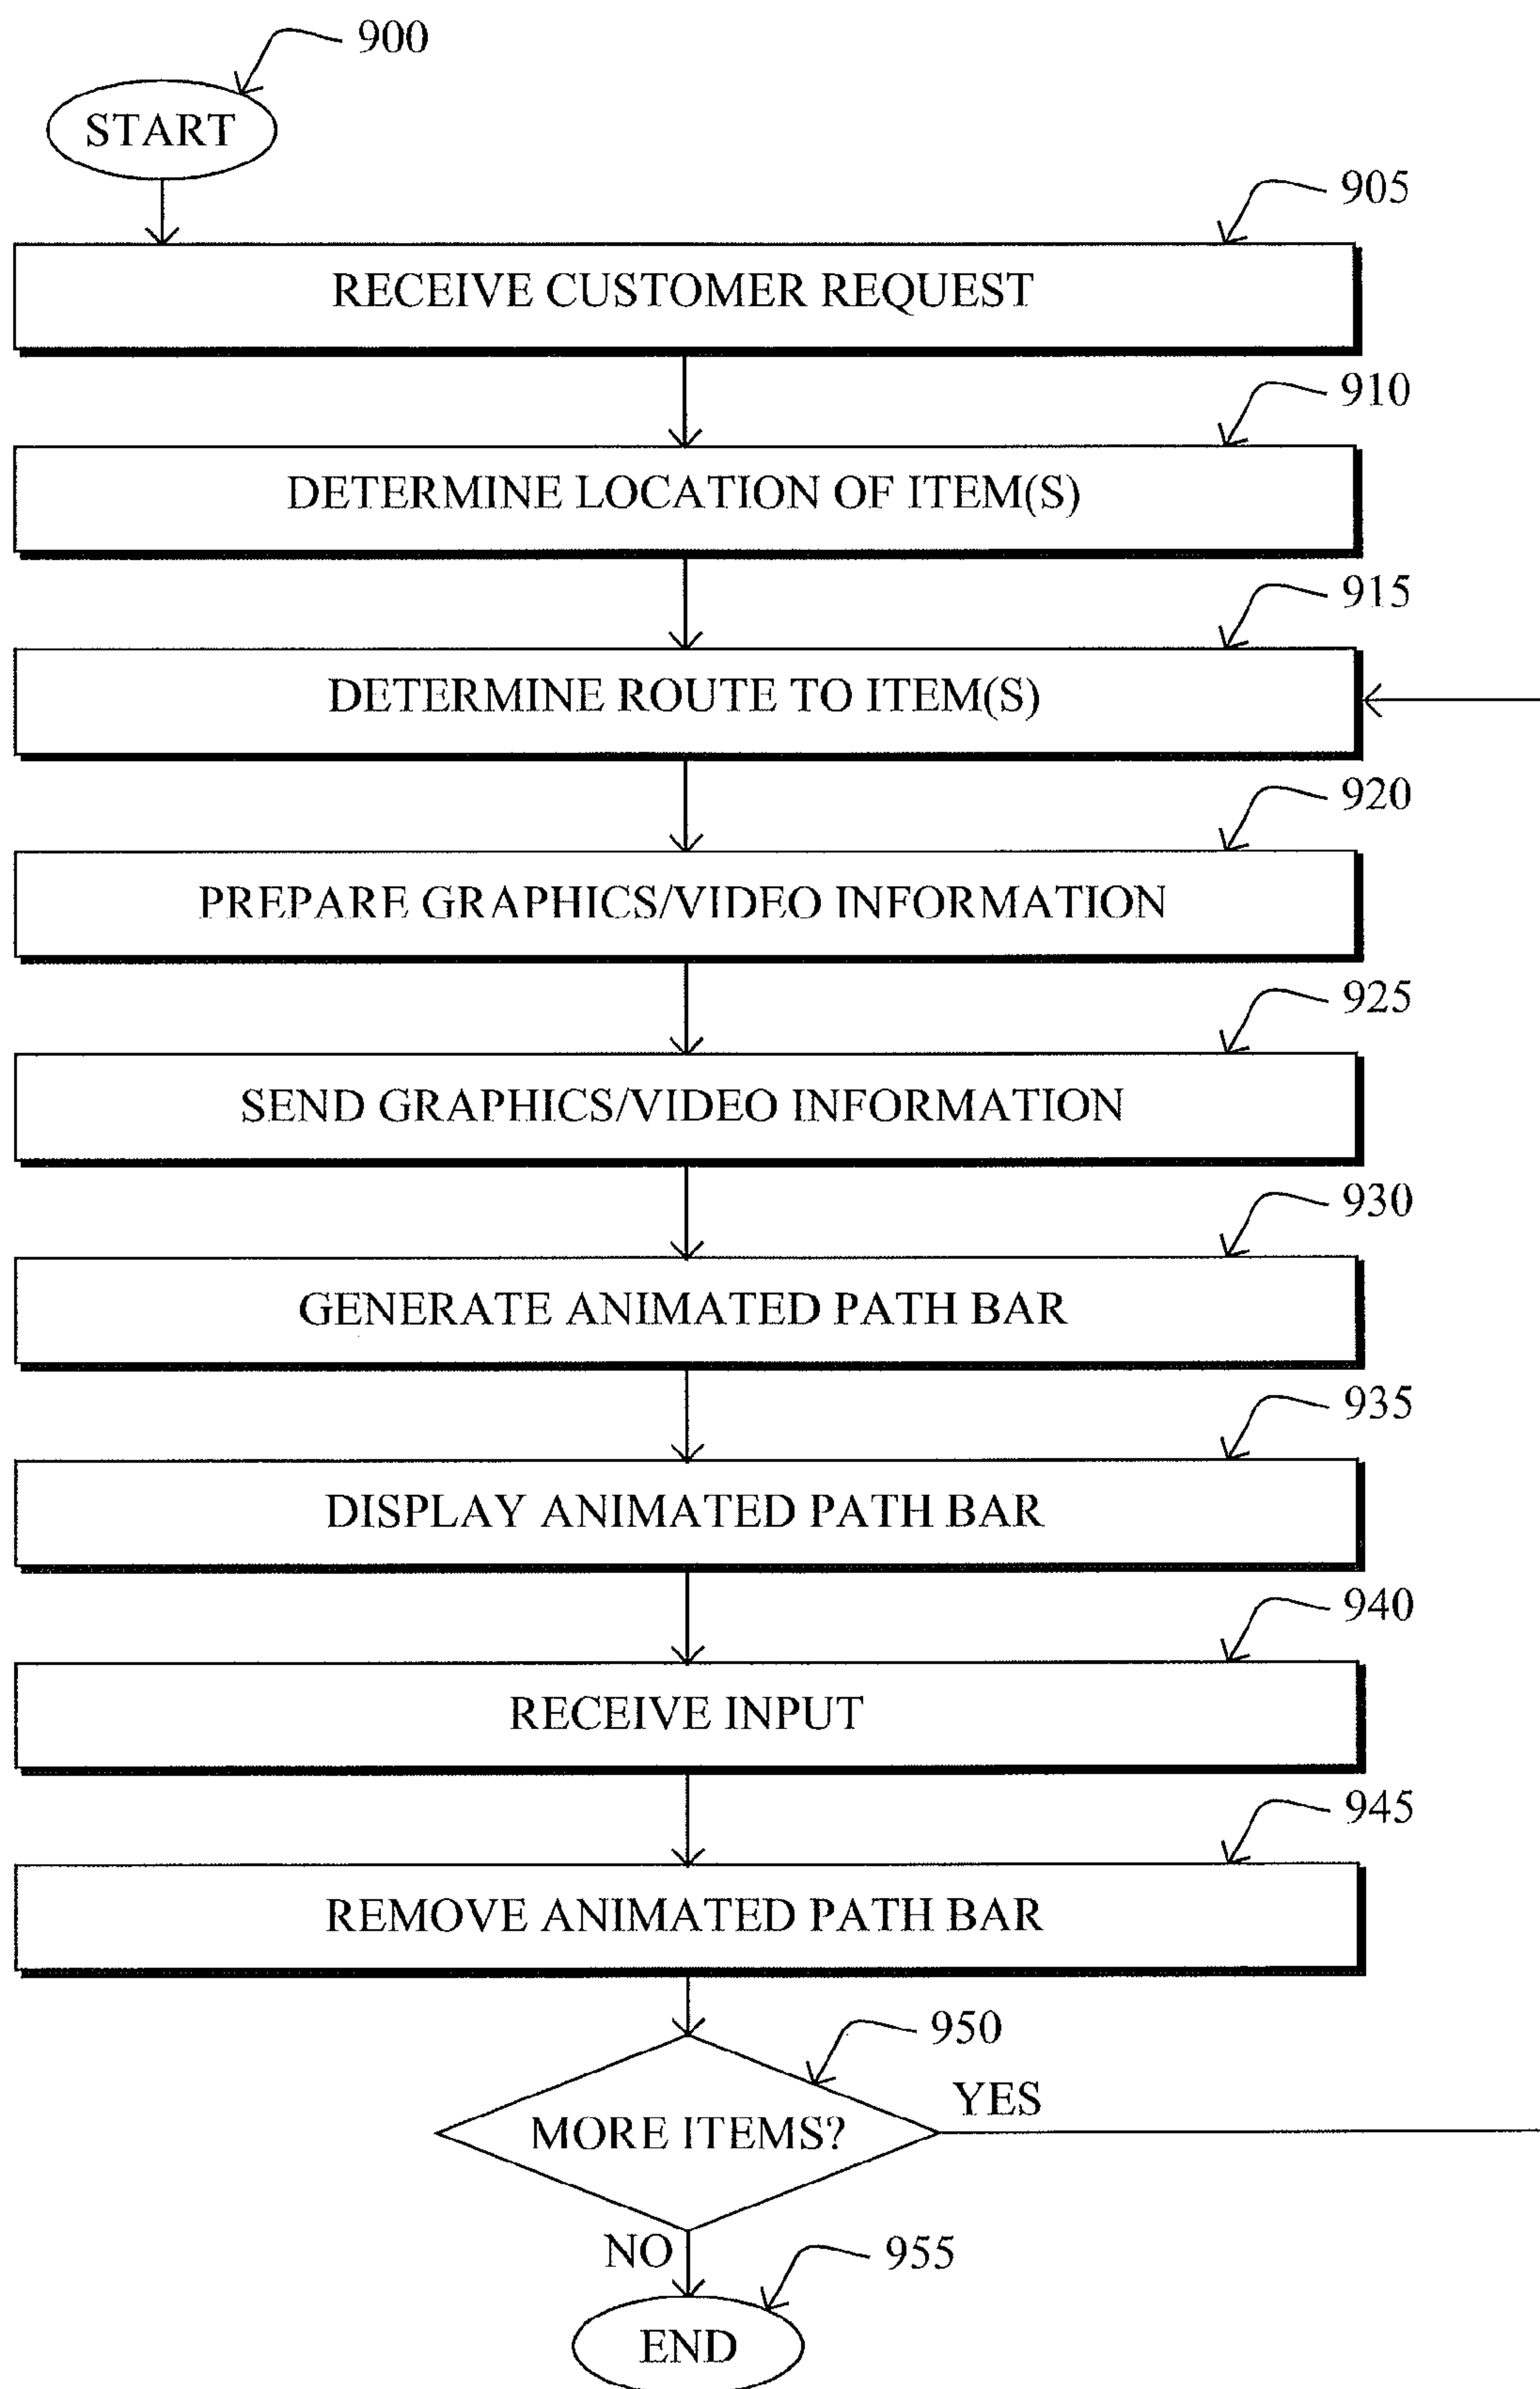 900
START
905
RECEIVE CUSTOMER REQUEST
910
DETERMINE LOCATION OF ITEM(S)
915
DETERMINE ROUTE TO ITEM(S)
920
PREPARE GRAPHICS/VIDEO INFORMATION
925
SEND GRAPHICS/VIDEO INFORMATION
930
GENERATE ANIMATED PATH BAR
935
DISPLAY ANIMATED PATH BAR
940
RECEIVE INPUT
945
REMOVE ANIMATED PATH BAR
950
YES
MORE ITEMS?
NO
955
END